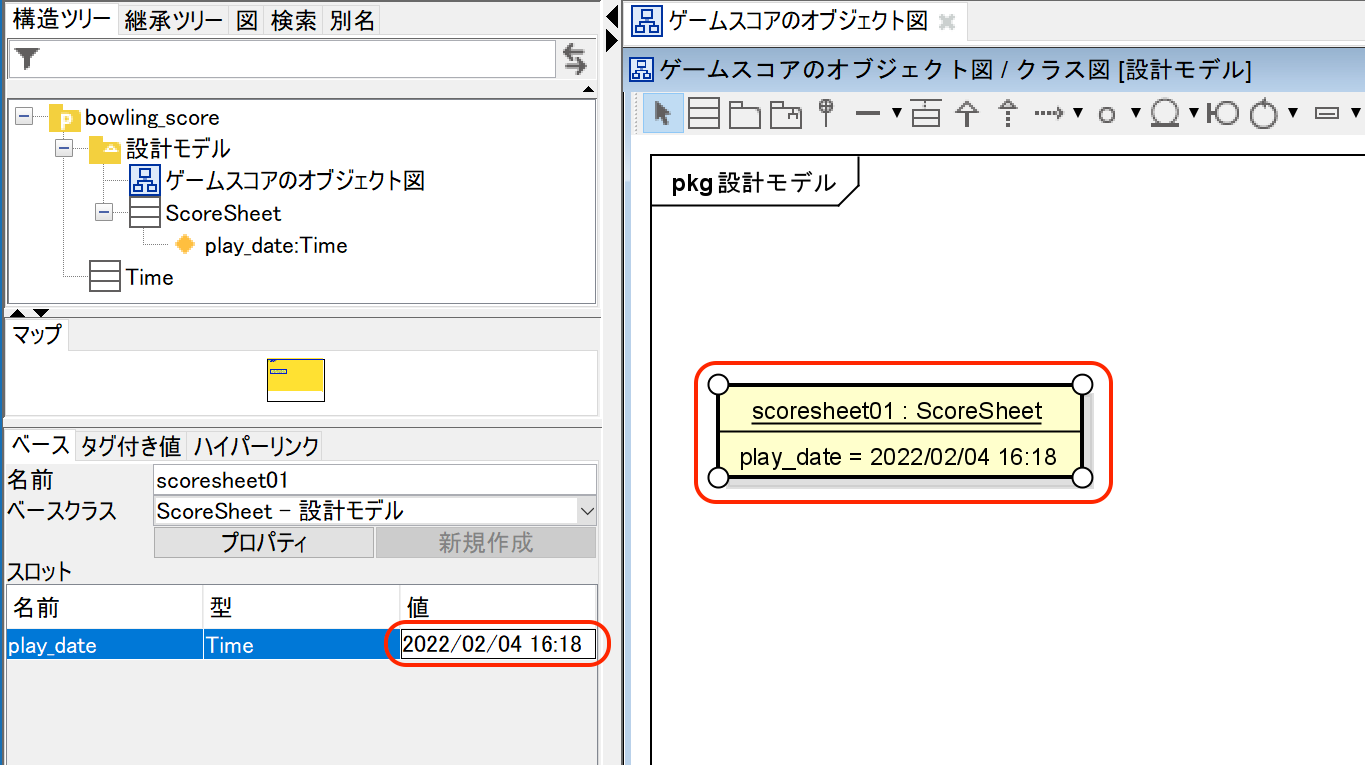 構造ツリー 継承ツリー 図 検索 別名
bowling_score
設計モデル
ゲームスコアのオブジェクト図
ScoreSheet
play_date:Time
Time
マップ
ベース タグ付き値 ハイパーリンク
名前 scoresheet01
ベースクラス ScoreSheet - 設計モデル
プロパティ 新規作成
スロット
名前 型 値
play_date Time 2022/02/04 16:18
ゲームスコアのオブジェクト図
ゲームスコアのオブジェクト図 / クラス図 [設計モデル]
pkg 設計モデル
scoresheet01 : ScoreSheet
play_date = 2022/02/04 16:18